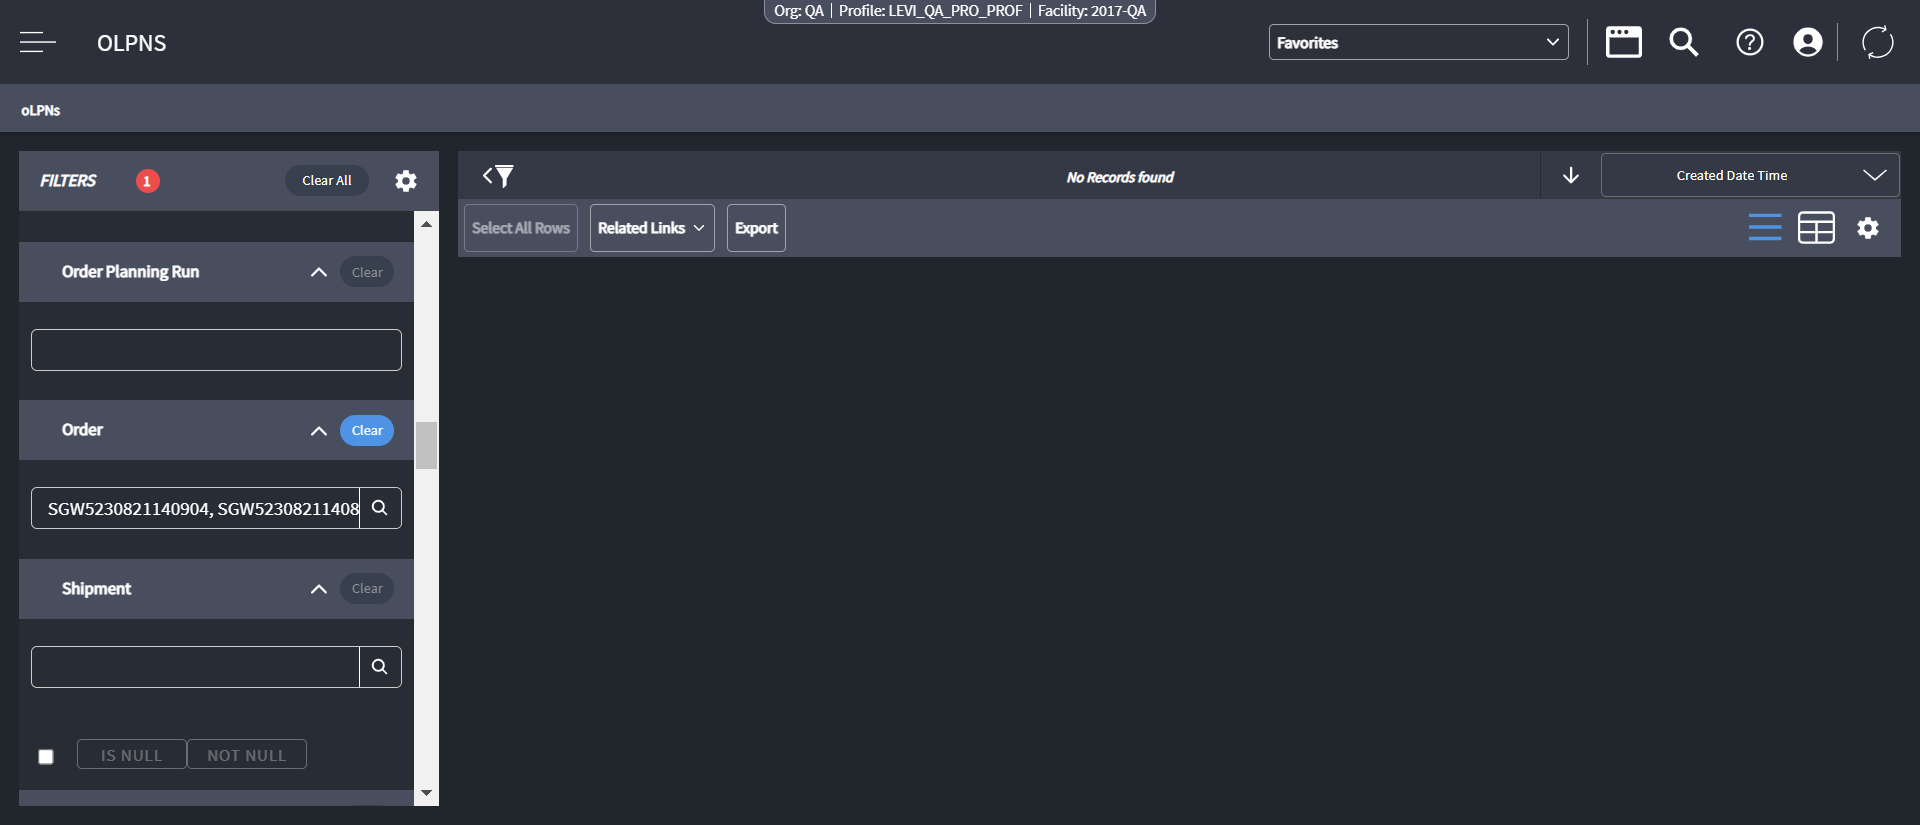 Org: QA | Profile: LEVI_QA_PRO_PROF | Facility: 2017-QA
OLPNS
Favorites
oLPNs
FILTERS
1
Clear All
No Records found
Created Date Time
Select All Rows
Related Links
Export
Order Planning Run
Clear
Order
Clear
SGW5230821140904, SGW52308211408
Shipment
Clear
IS NULL
NOT NULL